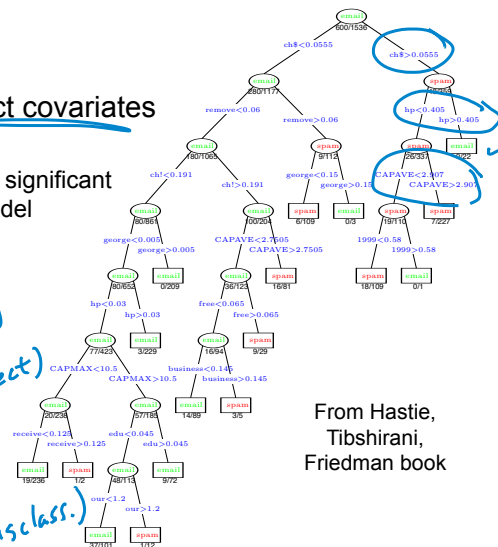 email
600/1536
ch$<0.0555
ch$>0.0555
email
280/1177
spam
remove<0.06
remove>0.06
hp<0.405
hp>0.405
ct covariates
email
180/1065
spam
9/112
spam
26/337
email
significant
del
ch!<0.191
ch!>0.191
george<0.15
george>0.15
CAPAVE<2.907
CAPAVE>2.907
email
80/861
email
100/204
spam
6/109
email
0/3
spam
19/110
spam
7/227
george<0.005
george>0.005
CAPAVE<2.7505
CAPAVE>2.7505
1999<0.58
1999>0.58
email
80/652
email
0/209
email
36/123
spam
16/81
spam
18/109
email
0/1
hp<0.03
hp>0.03
free<0.065
free>0.065
email
77/423
email
3/229
email
16/94
spam
9/29
ect)
CAPMAX<10.5
CAPMAX>10.5
business<0.145
business>0.145
email
20/238
email
57/185
email
14/89
spam
3/5
From Hastie,
Tibshirani,
Friedman book
receive<0.125
receive>0.125
edu<0.045
edu>0.045
email
19/236
spam
1/2
email
48/113
email
9/72
our<1.2
our>1.2
email
37/101
spam
1/12